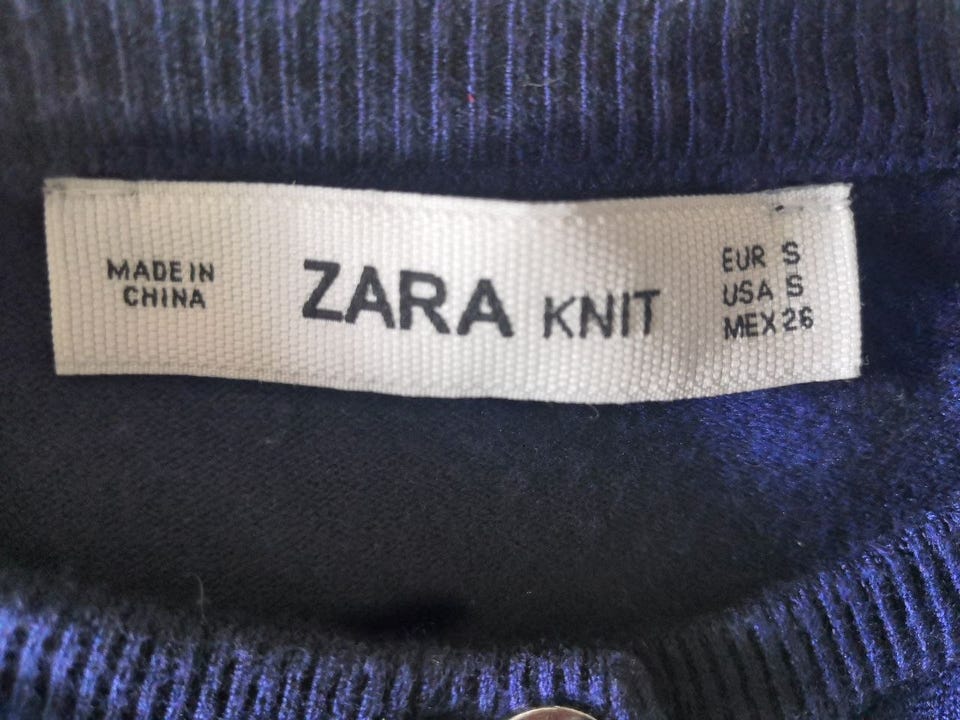 MADE IN
CHINA
ZARA KNIT
EUR S
USA S
MEX 26